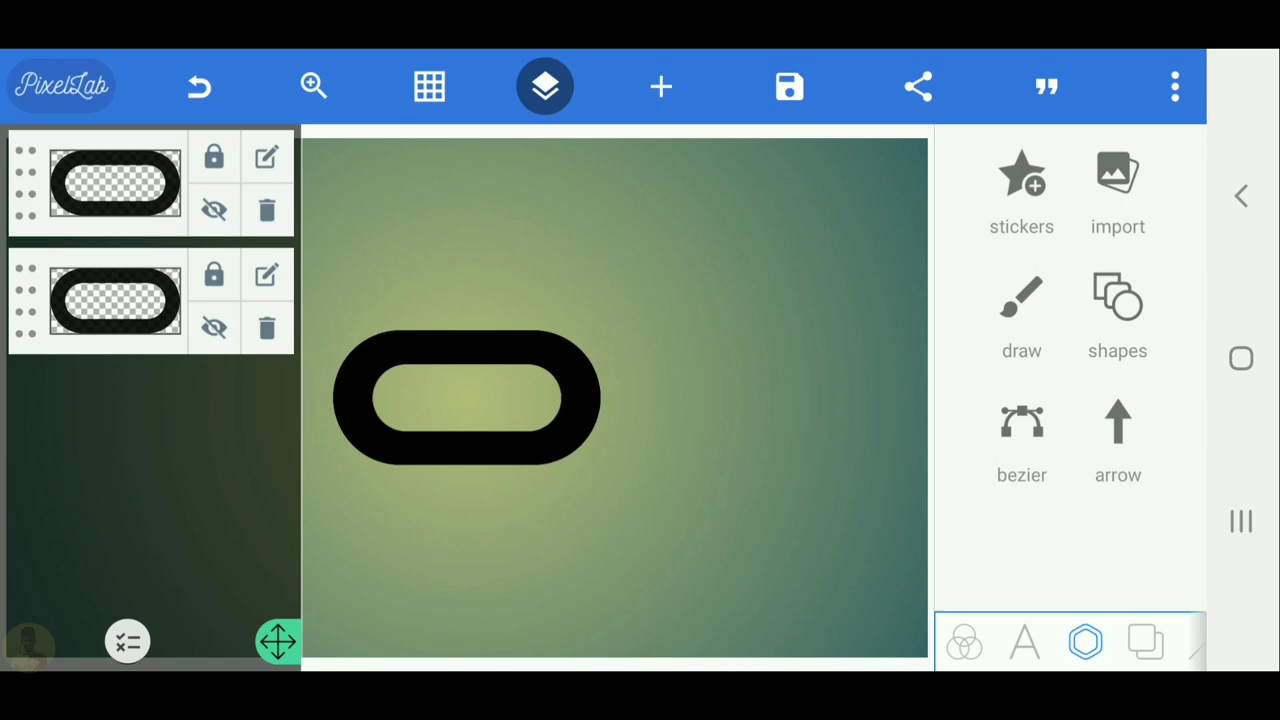 PixelLab
stickers
import
draw
shapes
bezier
arrow